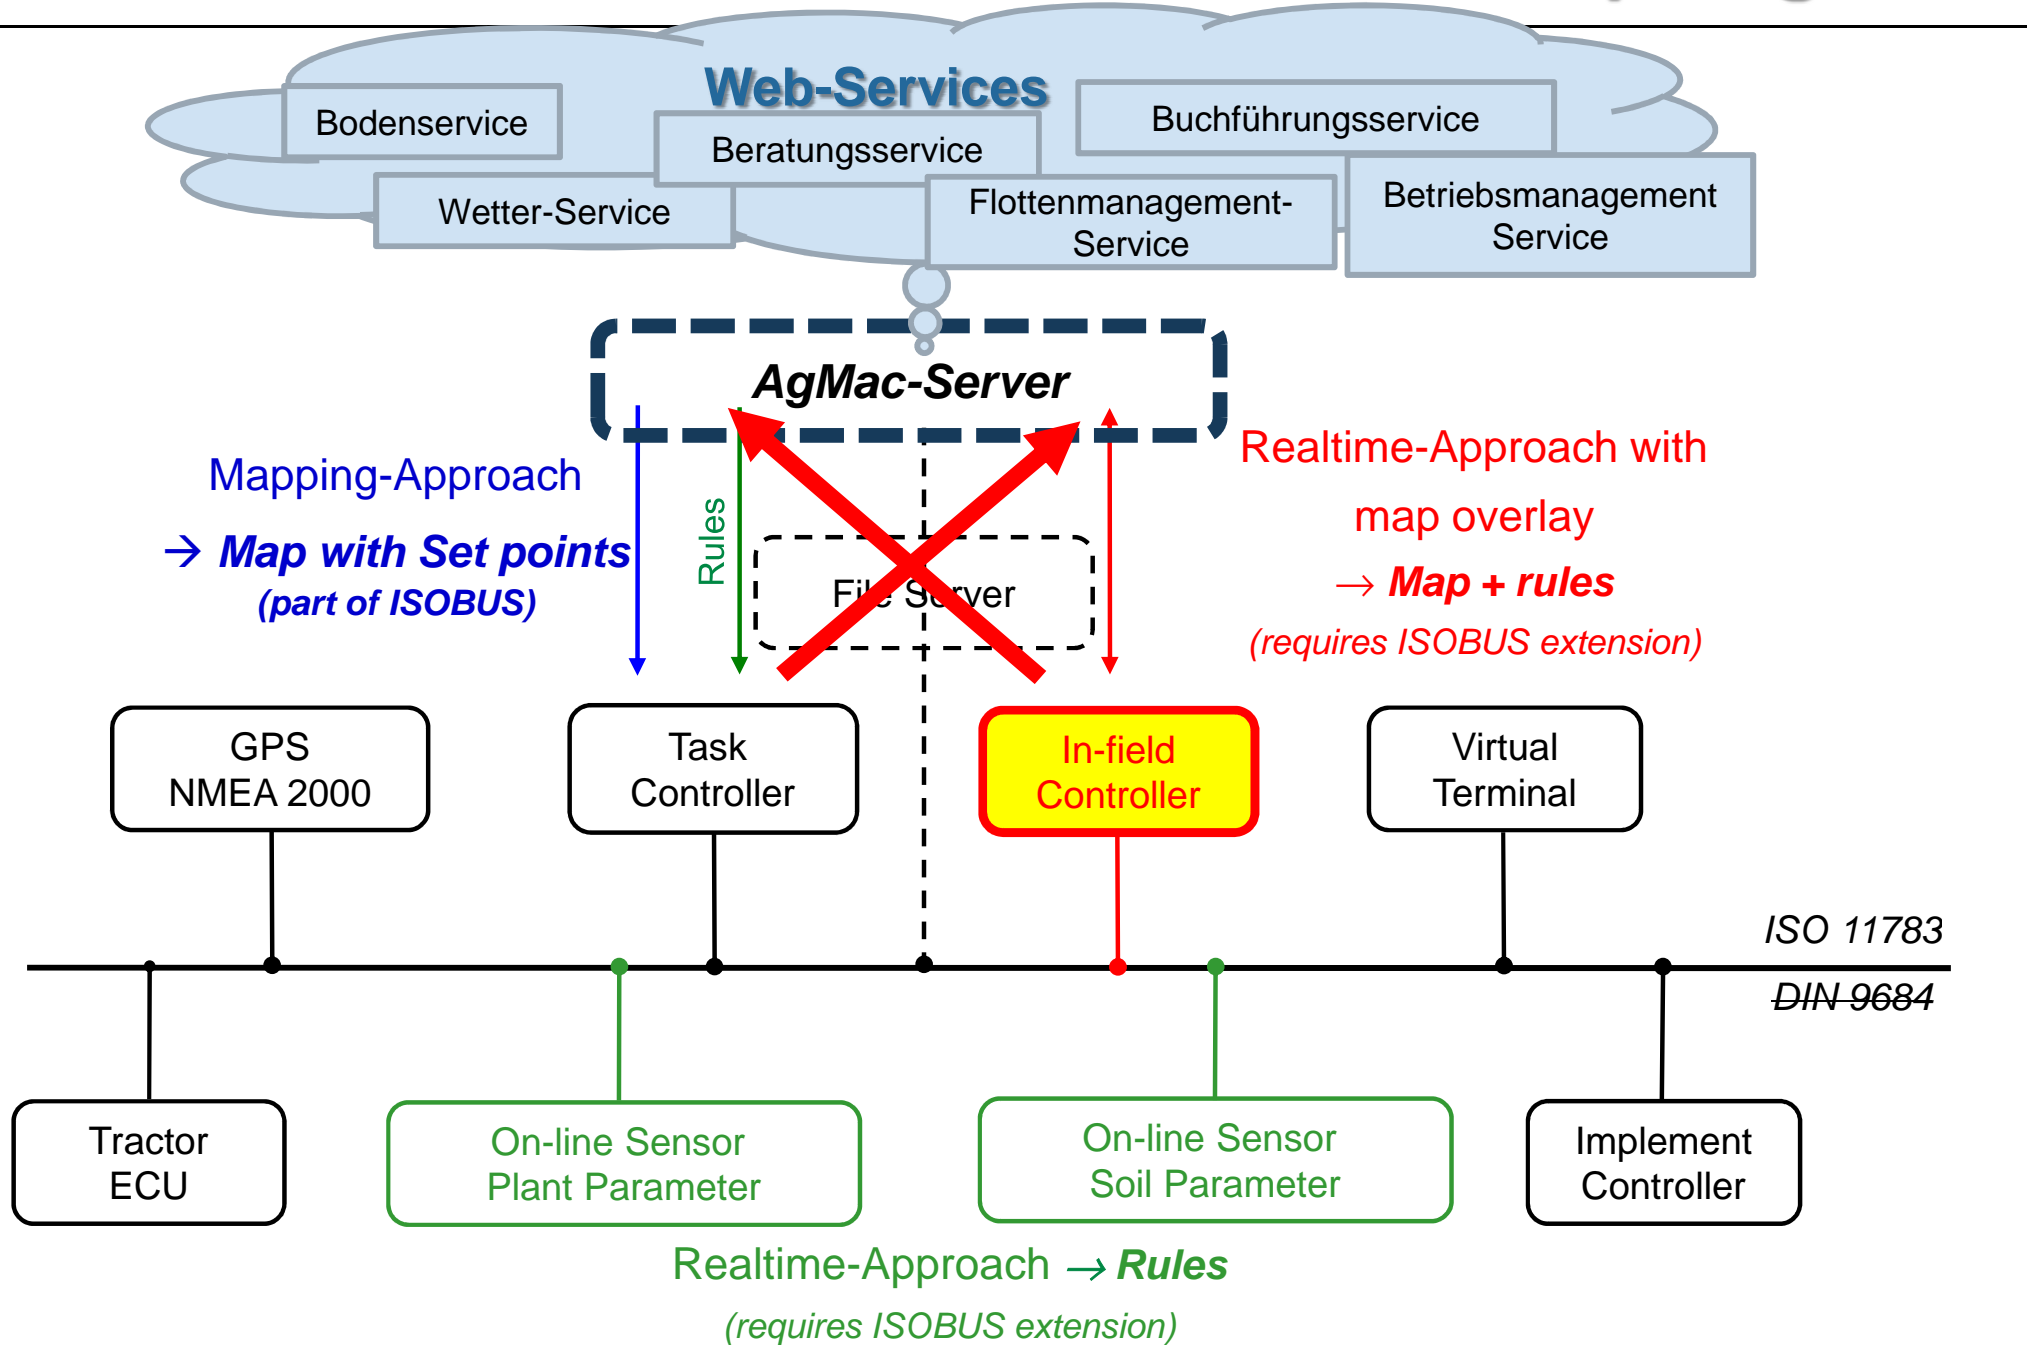 Web-Services
Bodenservice
Buchführungsservice
Beratungsservice
Wetter-Service
Flottenmanagement-
Service
Betriebsmanagement
Service
AgMac-Server
Mapping-Approach
→ Map with Set points
(part of ISOBUS)
Rules
File Server
Realtime-Approach with
map overlay
→ Map + rules
(requires ISOBUS extension)
GPS
NMEA 2000
Task
Controller
In-field
Controller
Virtual
Terminal
ISO 11783
DIN 9684
Tractor
ECU
On-line Sensor
Plant Parameter
On-line Sensor
Soil Parameter
Implement
Controller
Realtime-Approach → Rules
(requires ISOBUS extension)